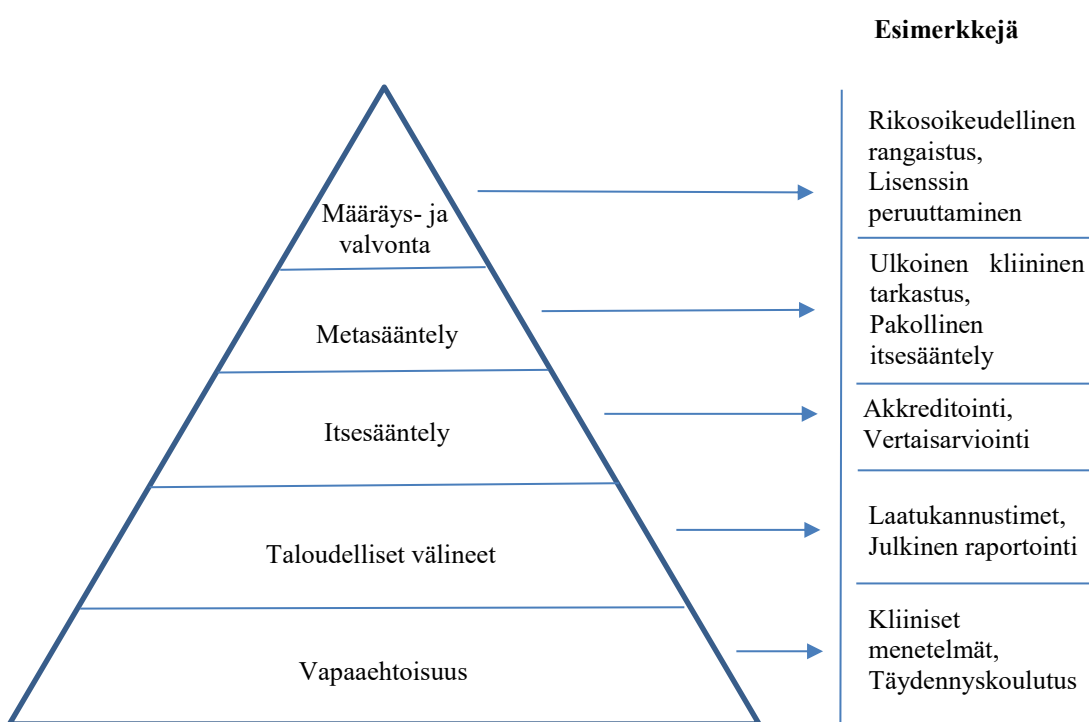 Esimerkkejä
Määräys- ja
valvonta
Rikosoikeudellinen
rangaistus,
Lisenssin
peruuttaminen
Metasääntely
Ulkoinen kliininen
tarkastus,
Pakollinen
itsesääntely
Itsesääntely
Akkreditointi,
Vertaisarviointi
Taloudelliset välineet
Laatukannustimet,
Julkinen raportointi
Vapaaehtoisuus
Kliiniset
menetelmät,
Täydennyskoulutus